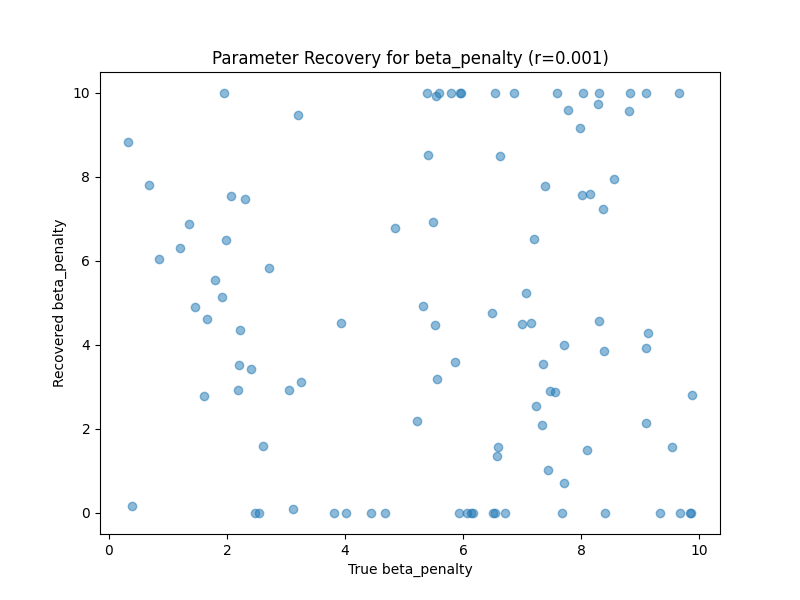 Parameter Recovery for beta_penalty (r=0.001)
Recovered beta_penalty
10
8
6
4
2
0
0 2 4 6 8 10
True beta_penalty